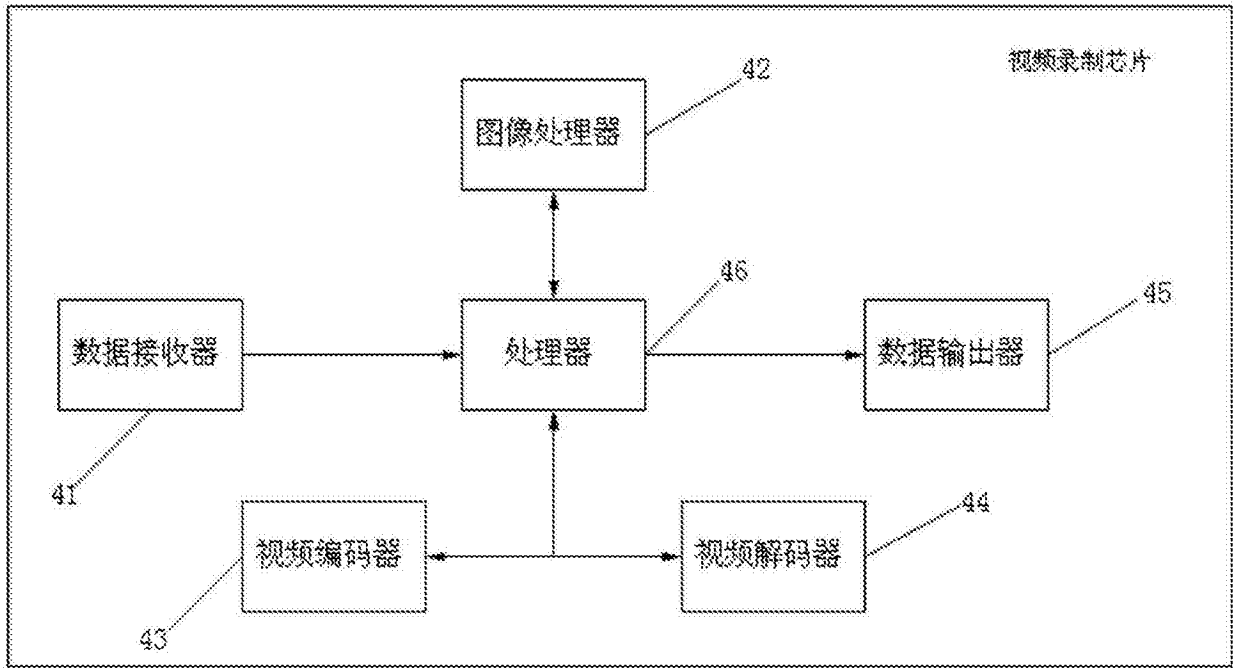 视频录制芯片
42
图像处理器
46
45
数据接收器
处理器
数据输出器
41
44
视频编码器
视频解码器
43